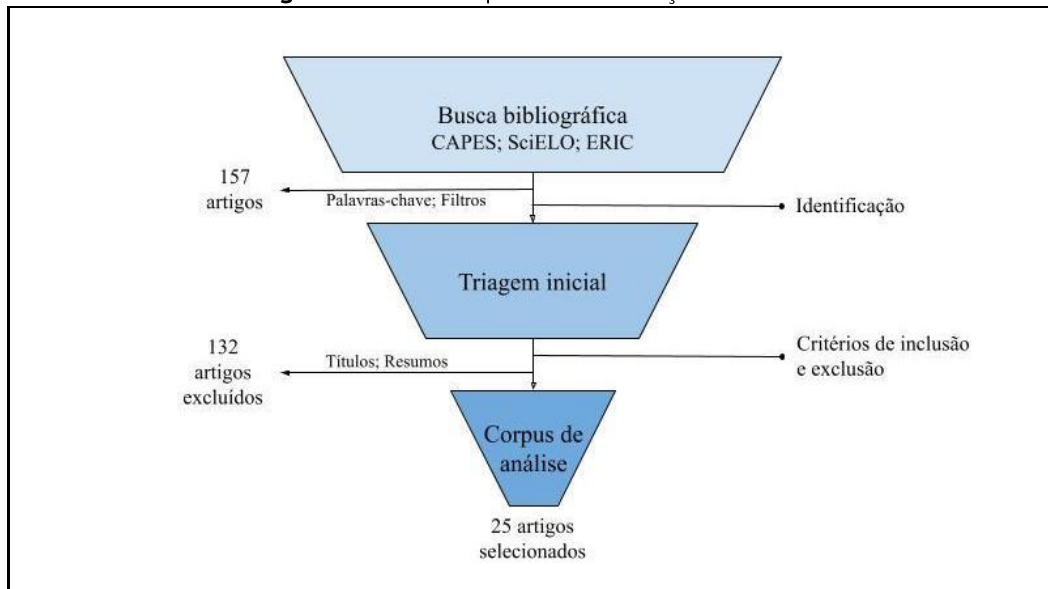 Busca bibliográfica
CAPES; SciELO; ERIC
157
artigos
Palavras-chave; Filtros
Identificação
Triagem inicial
132
artigos
excluídos
Títulos; Resumos
Critérios de inclusão
e exclusão
Corpus de
análise
25 artigos
selecionados